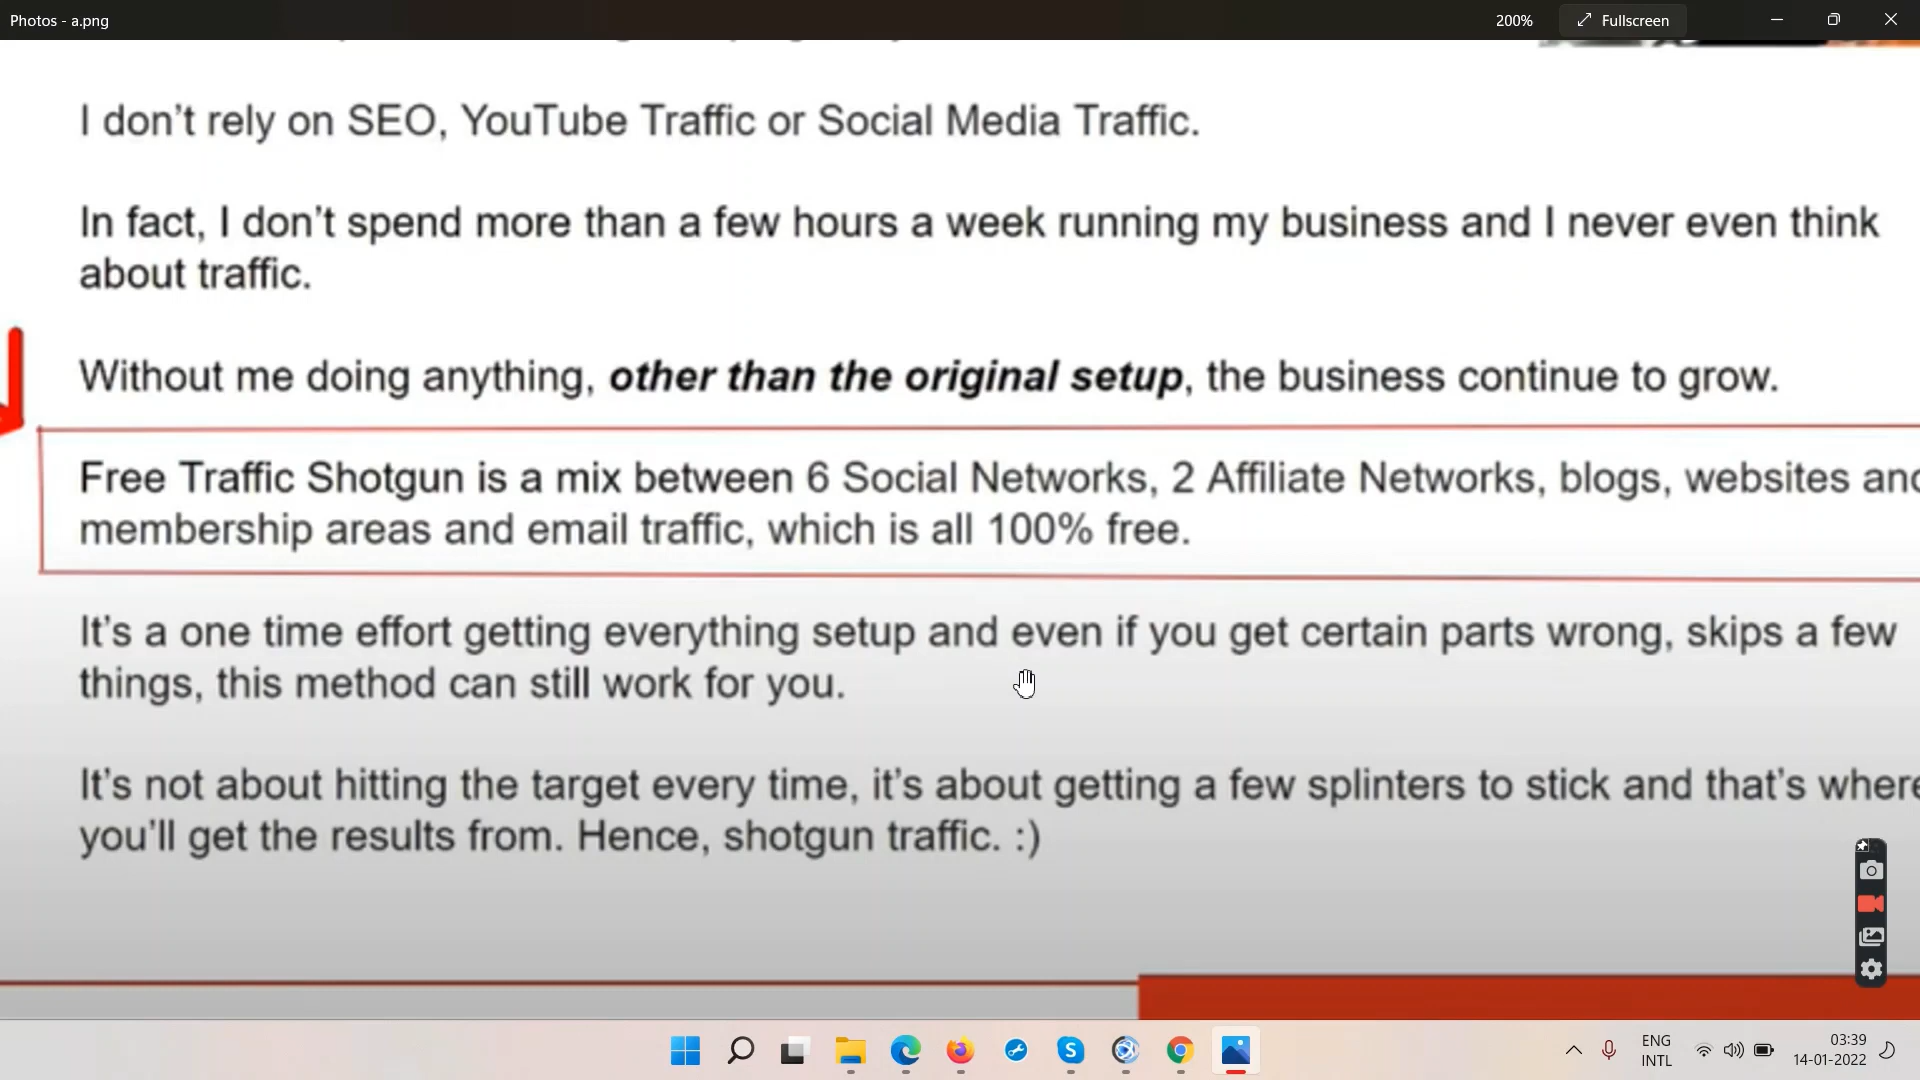 Photos - a.png
200%
Fullscreen
I don't rely on SEO, YouTube Traffic or Social Media Traffic.
In fact, I don't spend more than a few hours a week running my business and I never even think
about traffic.
Without me doing anything, other than the original setup, the business continue to grow.
Free Traffic Shotgun is a mix between 6 Social Networks, 2 Affiliate Networks, blogs, websites and
membership areas and email traffic, which is all 100% free.
It's a one time effort getting everything setup and even if you get certain parts wrong, skips a few
things, this method can still work for you.
It's not about hitting the target every time, it's about getting a few splinters to stick and that's where
you'll get the results from. Hence, shotgun traffic. :)
ENG
INTL
03:39
14-01-2022